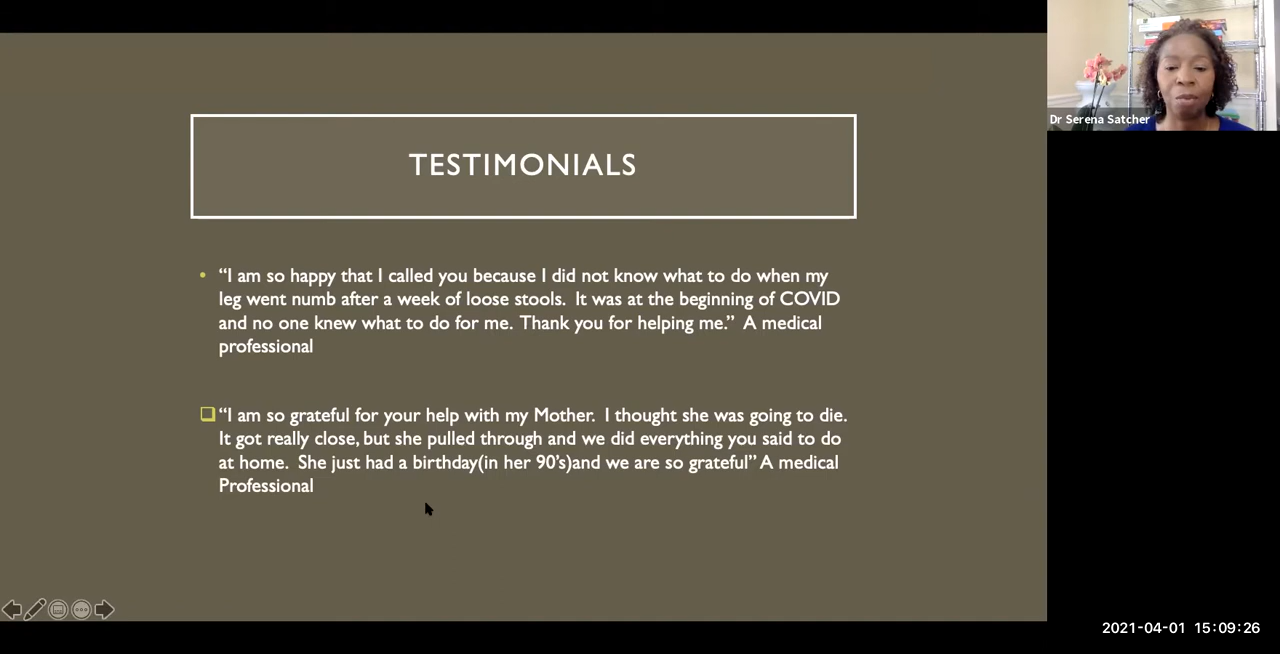 Dr Serena Satcher
TESTIMONIALS
• “I am so happy that I called you because I did not know what to do when my
leg went numb after a week of loose stools.  It was at the beginning of COVID
and no one knew what to do for me.  Thank you for helping me.”  A medical
professional
❑ “I am so grateful for your help with my Mother.  I thought she was going to die.
It got really close, but she pulled through and we did everything you said to do
at home.  She just had a birthday(in her 90’s)and we are so grateful” A medical
Professional
2021-04-01 15:09:26